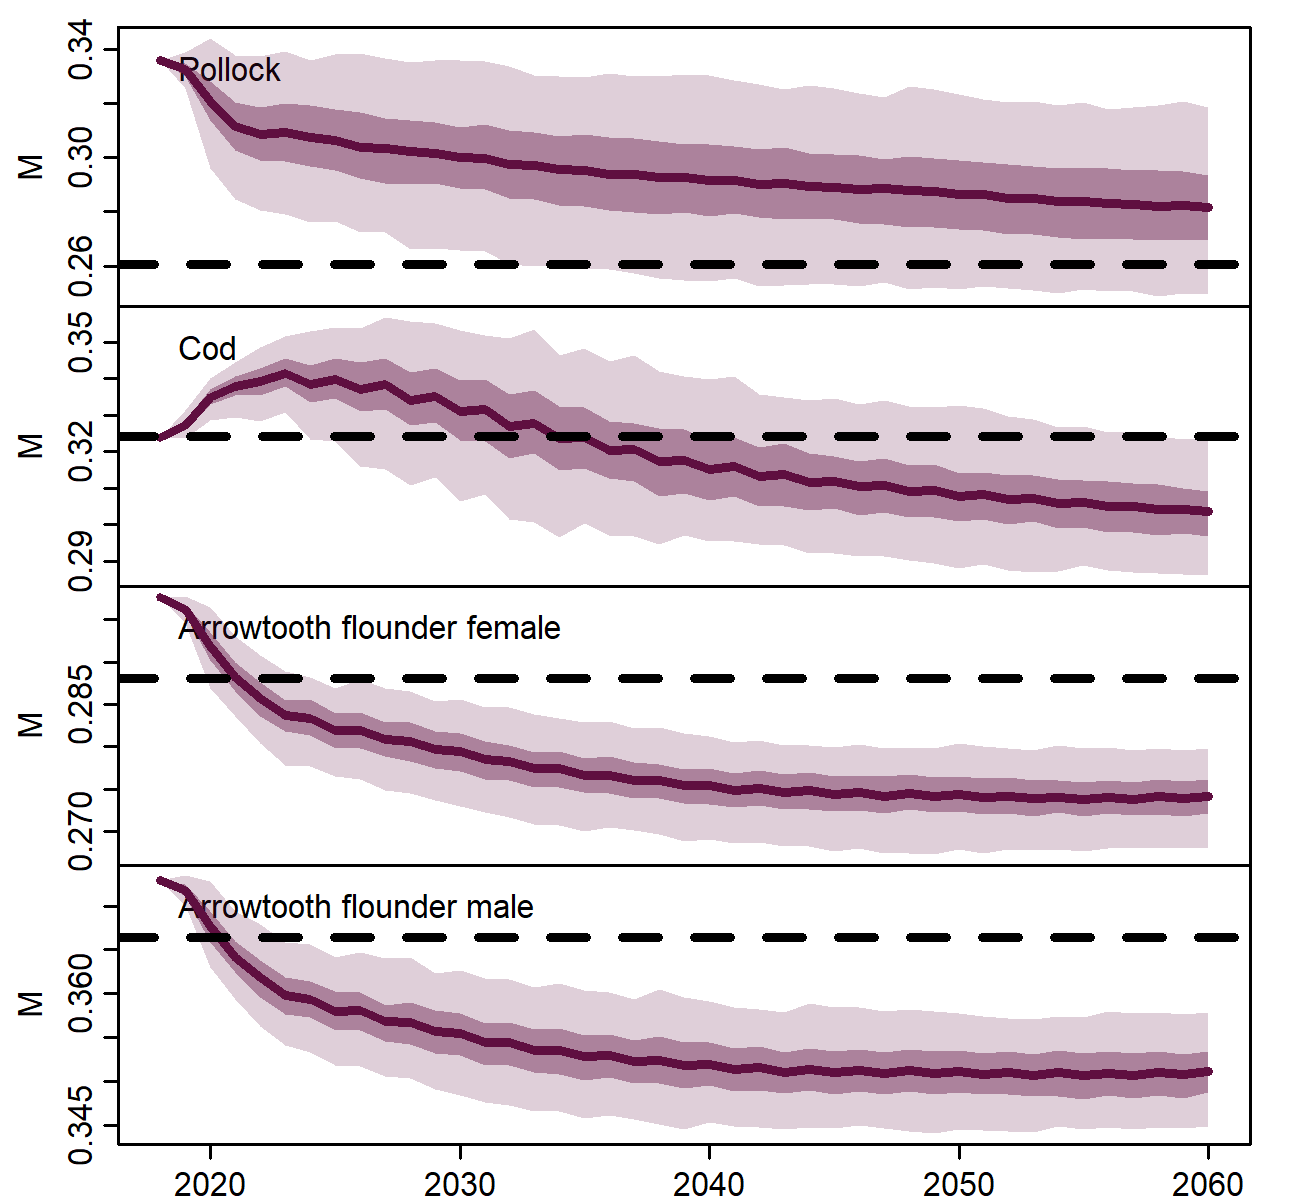 0.34
Pollock
0.30
M
0.26
0.35
Cod
M
0.32
0.29
Arrowtooth flounder female
0.285
M
0.270
Arrowtooth flounder male
0.360
M
0.345
2020 2030 2040 2050 2060